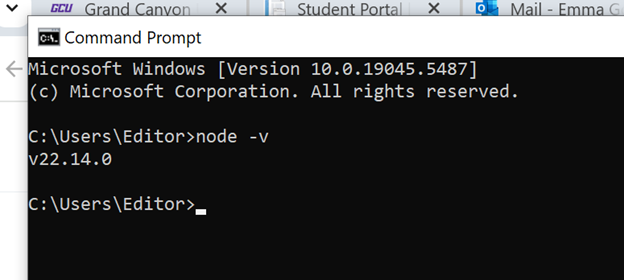 GCU Grand Canyon
Student Portal
Mail - Emma G
Command Prompt
Microsoft Windows [Version 10.0.19045.5487]
(c) Microsoft Corporation. All rights reserved.
C:\Users\Editor>node -v
v22.14.0
C:\Users\Editor>